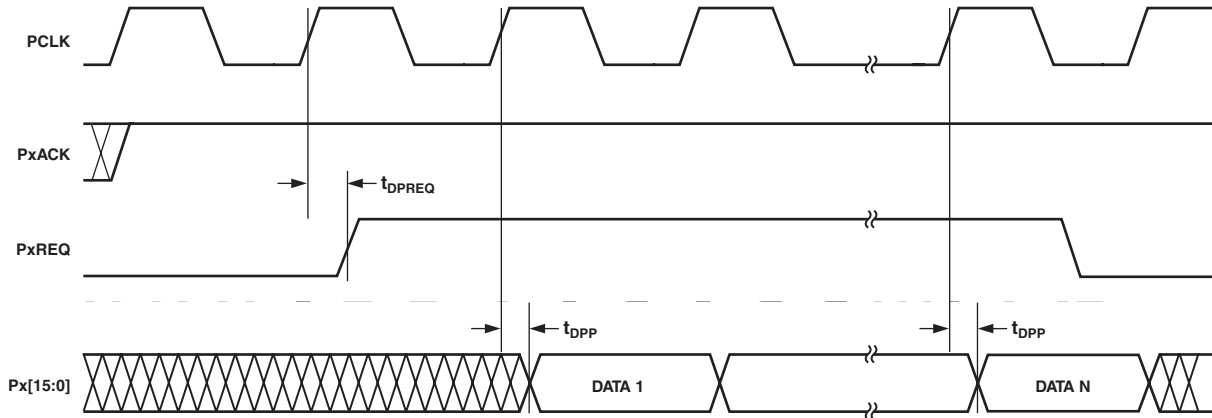 PCLK
PxACK
tDPREQ
PxREQ
tDPP
tDPP
Px[15:0]
DATA 1
DATA N